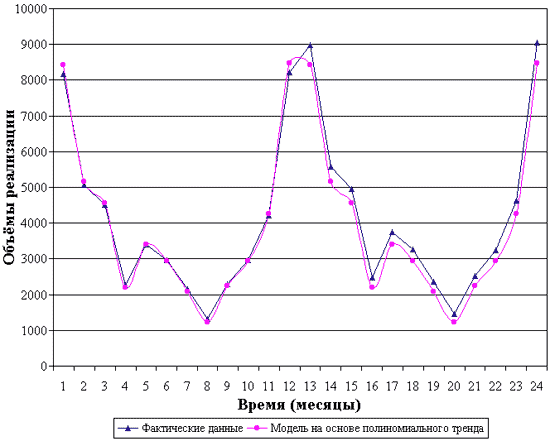 10000
9000
8000
7000
6000
5000
4000
3000
2000
1000
0
Объёмы реализации
1 2 3 4 5 6 7 8 9 10 11 12 13 14 15 16 17 18 19 20 21 22 23 24
Время (месяцы)
Фактические данные Модель на основе полиномиального тренда